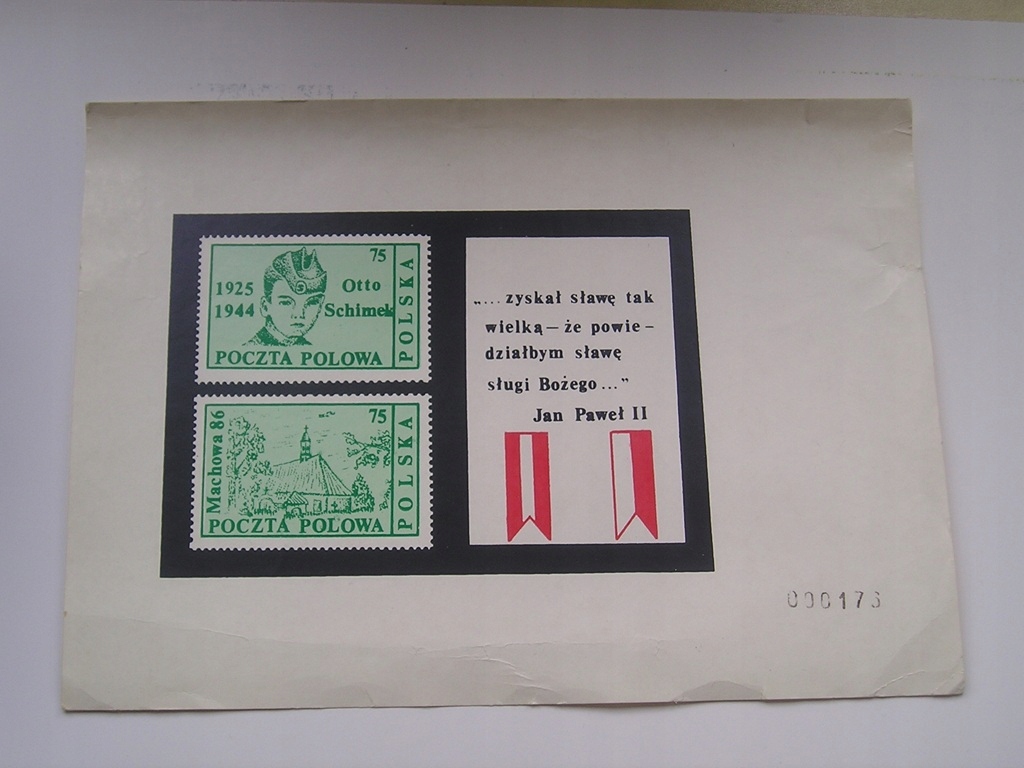 75
1925
1944
Otto
Schimek
POLSKA
POCZTA POLOWA
75
Machowa 86
POLSKA
POCZTA POLOWA
„... zyskał sławę tak
wielką – że powie –
działbym sławę
sługi Bożego ..."
Jan Paweł II
000173